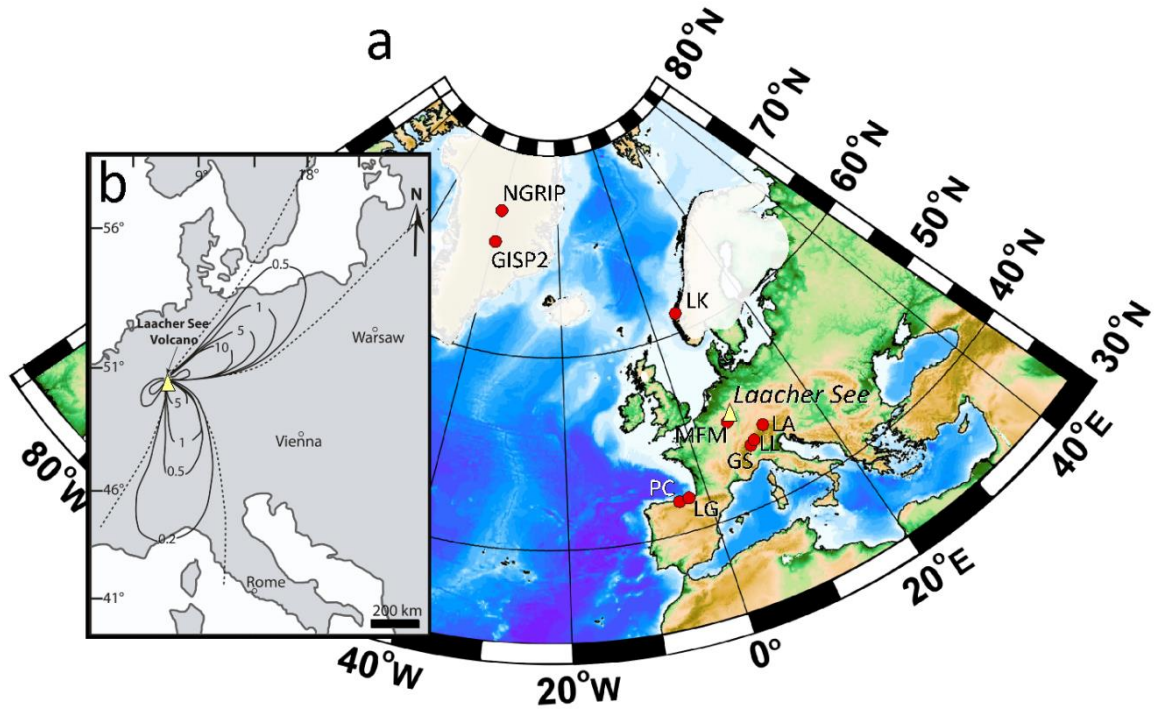 a
80°N
70°N
60°N
50°N
40°N
30°N
40°E
20°E
0°
20°W
40°W
80°W
NGRIP
GISP2
LK
Laacher See
MFM
LA
LL
GS
PC
LG
b
9°
18°
N
56°
51°
46°
41°
0.5
1
5
10
Laacher See
Volcano
Warsaw
5
1
0.5
Vienna
0.2
Rome
200 km